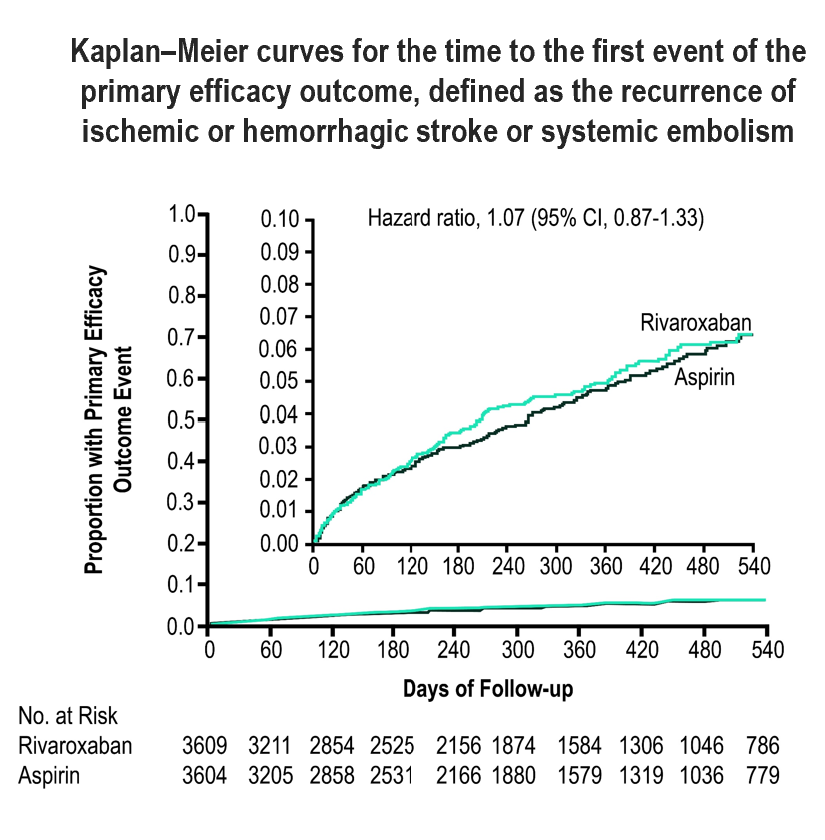 Kaplan–Meier curves for the time to the first event of the
primary efficacy outcome, defined as the recurrence of
ischemic or hemorrhagic stroke or systemic embolism
Hazard ratio, 1.07 (95% CI, 0.87-1.33)
Proportion with Primary Efficacy
Outcome Event
1.0
0.9
0.8
0.7
0.6
0.5
0.4
0.3
0.2
0.1
0.0
0.10
0.09
0.08
0.07
0.06
0.05
0.04
0.03
0.02
0.01
0.00
Rivaroxaban
Aspirin
0 60 120 180 240 300 360 420 480 540
0 60 120 180 240 300 360 420 480 540
Days of Follow-up
No. at Risk
Rivaroxaban 3609 3211 2854 2525 2156 1874 1584 1306 1046 786
Aspirin 3604 3205 2858 2531 2166 1880 1579 1319 1036 779